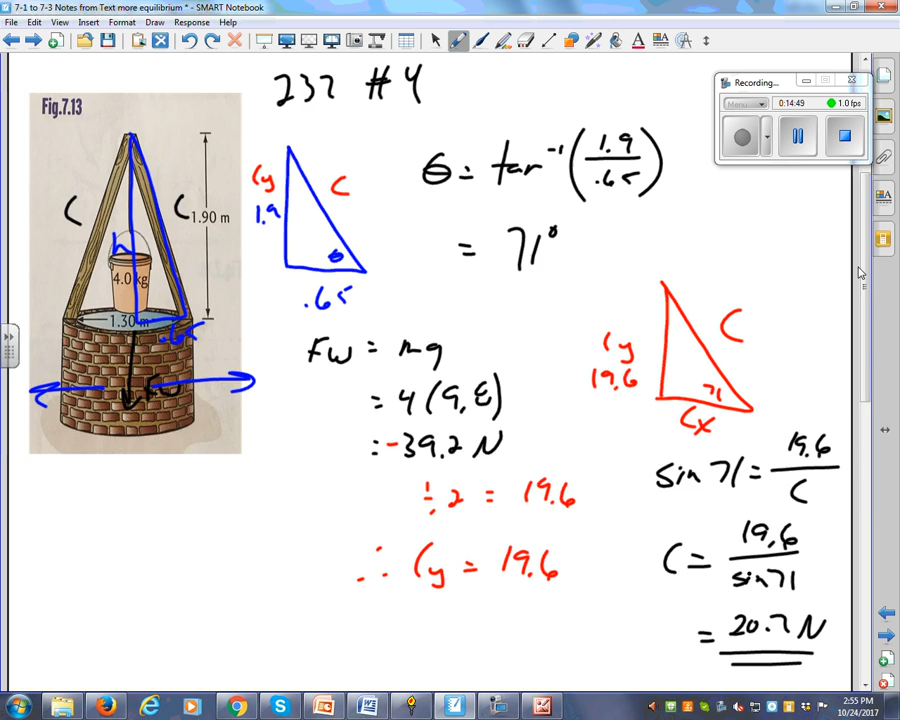 7-1 to 7-3 Notes from Text more equilibrium * - SMART Notebook
File Edit View Insert Format Draw Response Help
Recording...
Menu
0:14:49
1.0 fps
237 #4
Fig.7.13
C
C
1.90 m
4.0 kg
1.30 m
.65
Fw
Cy
C
1.9
θ
.65
θ = tan⁻¹(1.9/.65)
= 71°
Fw = mg
= 4(9.8)
= -39.2 N
÷ 2 = 19.6
∴ Cy = 19.6
Cy
19.6
C
71
Cx
sin 71 = 19.6/C
C = 19.6/sin 71
= 20.7 N
2:55 PM
10/24/2017